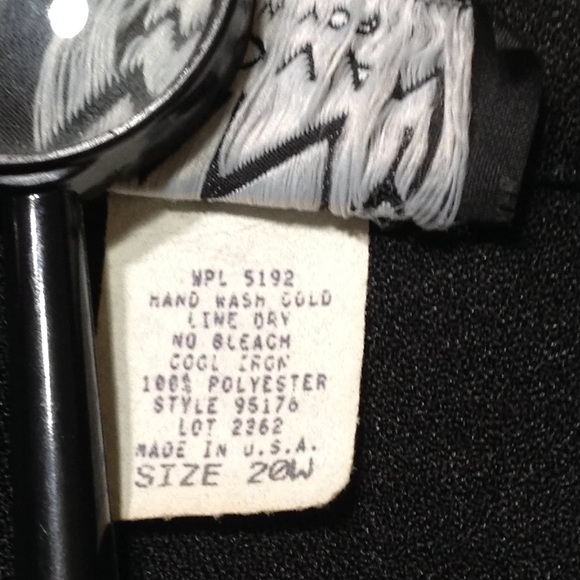 WPL 5192
HAND WASH COLD
LINE DRY
NO BLEACH
COOL IRON
100% POLYESTER
STYLE 95176
LOT 2362
MADE IN U.S.A.
SIZE 20W